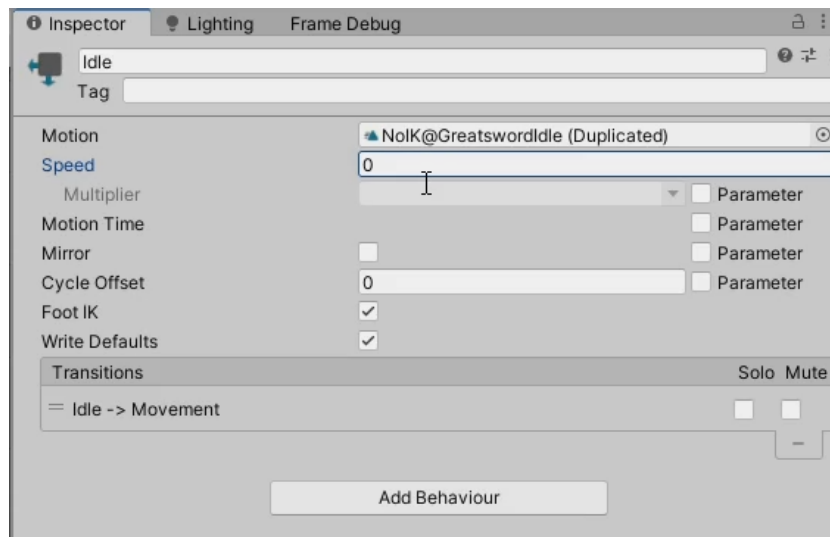 Inspector Lighting Frame Debug
Idle
Tag
Motion NoIK@GreatswordIdle (Duplicated)
Speed 0
Multiplier Parameter
Motion Time Parameter
Mirror Parameter
Cycle Offset 0 Parameter
Foot IK
Write Defaults
Transitions Solo Mute
Idle -> Movement
Add Behaviour